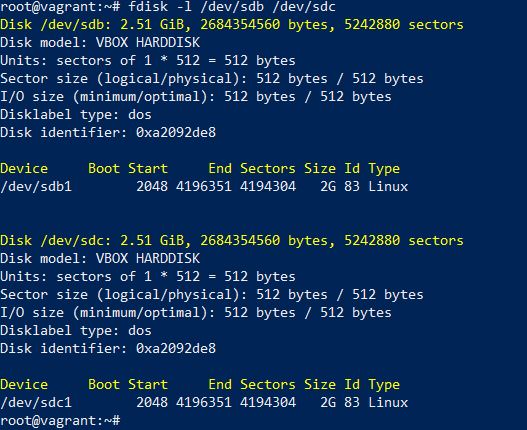 root@vagrant:~# fdisk -l /dev/sdb /dev/sdc
Disk /dev/sdb: 2.51 GiB, 2684354560 bytes, 5242880 sectors
Disk model: VBOX HARDDISK
Units: sectors of 1 * 512 = 512 bytes
Sector size (logical/physical): 512 bytes / 512 bytes
I/O size (minimum/optimal): 512 bytes / 512 bytes
Disklabel type: dos
Disk identifier: 0xa2092de8
Device     Boot Start     End Sectors Size Id Type
/dev/sdb1        2048 4196351 4194304   2G 83 Linux
Disk /dev/sdc: 2.51 GiB, 2684354560 bytes, 5242880 sectors
Disk model: VBOX HARDDISK
Units: sectors of 1 * 512 = 512 bytes
Sector size (logical/physical): 512 bytes / 512 bytes
I/O size (minimum/optimal): 512 bytes / 512 bytes
Disklabel type: dos
Disk identifier: 0xa2092de8
Device     Boot Start     End Sectors Size Id Type
/dev/sdc1        2048 4196351 4194304   2G 83 Linux
root@vagrant:~#